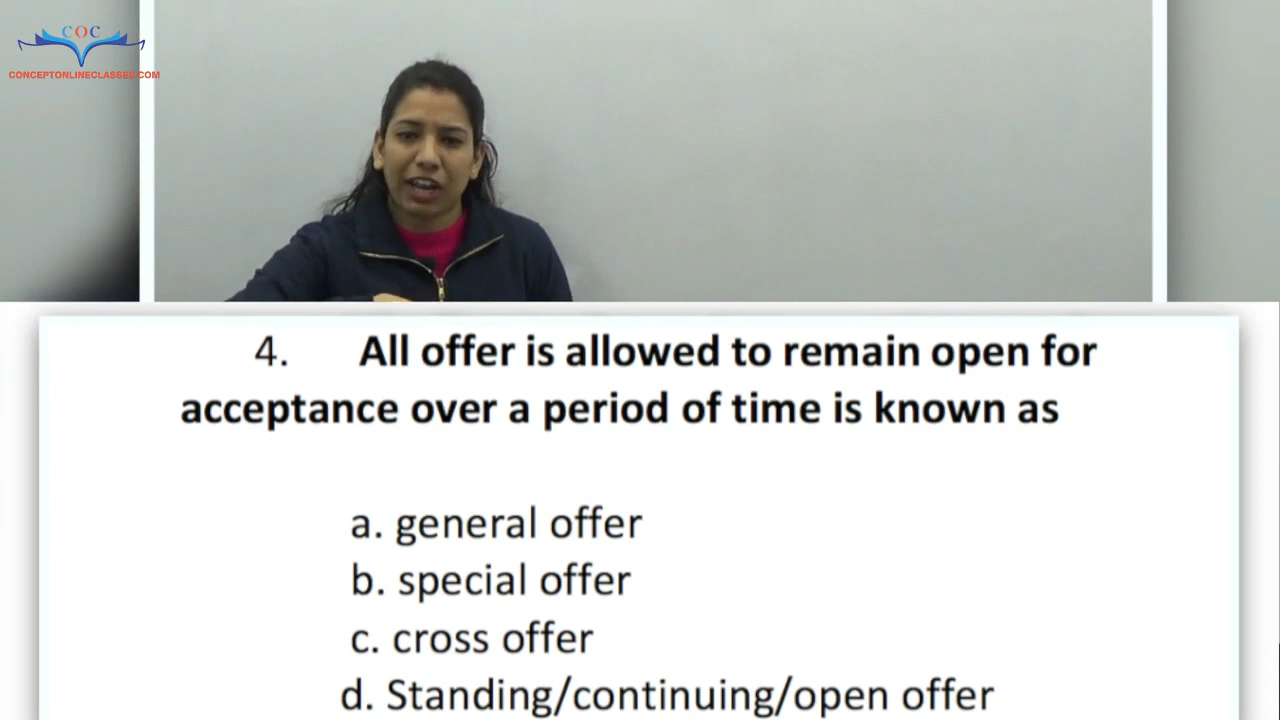 COC
CONCEPTONLINECLASSES.COM
4. All offer is allowed to remain open for
acceptance over a period of time is known as
a. general offer
b. special offer
c. cross offer
d. Standing/continuing/open offer